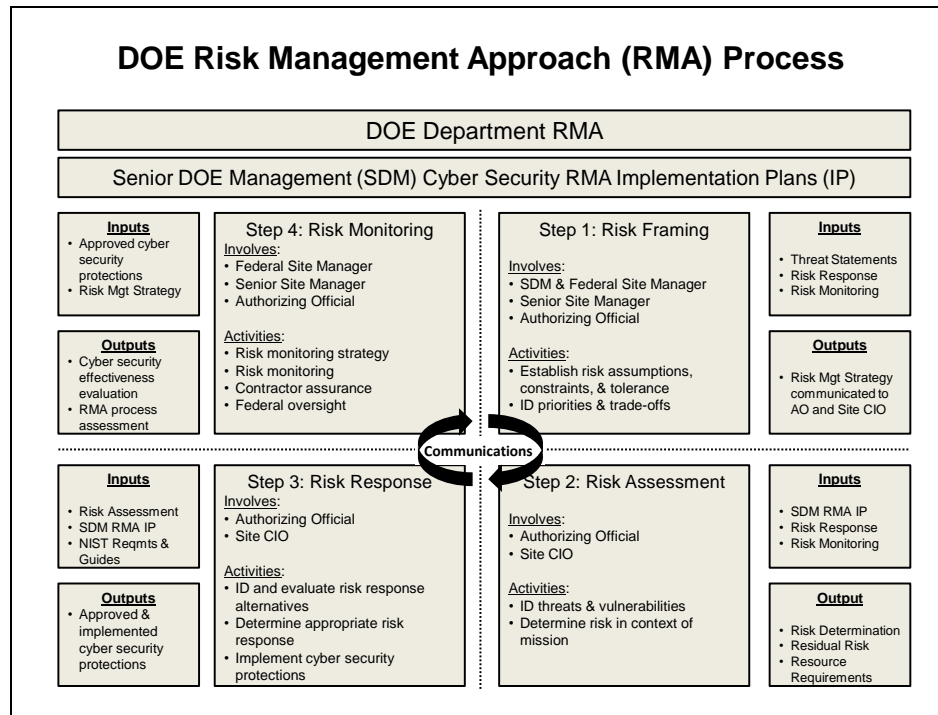 DOE Risk Management Approach (RMA) Process
DOE Department RMA
Senior DOE Management (SDM) Cyber Security RMA Implementation Plans (IP)
Inputs
• Approved cyber
security
protections
• Risk Mgt Strategy
Outputs
• Cyber security
effectiveness
evaluation
• RMA process
assessment
Step 4: Risk Monitoring
Involves:
• Federal Site Manager
• Senior Site Manager
• Authorizing Official
Activities:
• Risk monitoring strategy
• Risk monitoring
• Contractor assurance
• Federal oversight
Step 1: Risk Framing
Involves:
• SDM & Federal Site Manager
• Senior Site Manager
• Authorizing Official
Activities:
• Establish risk assumptions,
constraints, & tolerance
• ID priorities & trade-offs
Inputs
• Threat Statements
• Risk Response
• Risk Monitoring
Outputs
• Risk Mgt Strategy
communicated to
AO and Site CIO
Communications
Inputs
• Risk Assessment
• SDM RMA IP
• NIST Reqmts &
Guides
Outputs
• Approved &
implemented
cyber security
protections
Step 3: Risk Response
Involves:
• Authorizing Official
• Site CIO
Activities:
• ID and evaluate risk response
alternatives
• Determine appropriate risk
response
• Implement cyber security
protections
Step 2: Risk Assessment
Involves:
• Authorizing Official
• Site CIO
Activities:
• ID threats & vulnerabilities
• Determine risk in context of
mission
Inputs
• SDM RMA IP
• Risk Response
• Risk Monitoring
Output
• Risk Determination
• Residual Risk
• Resource
Requirements